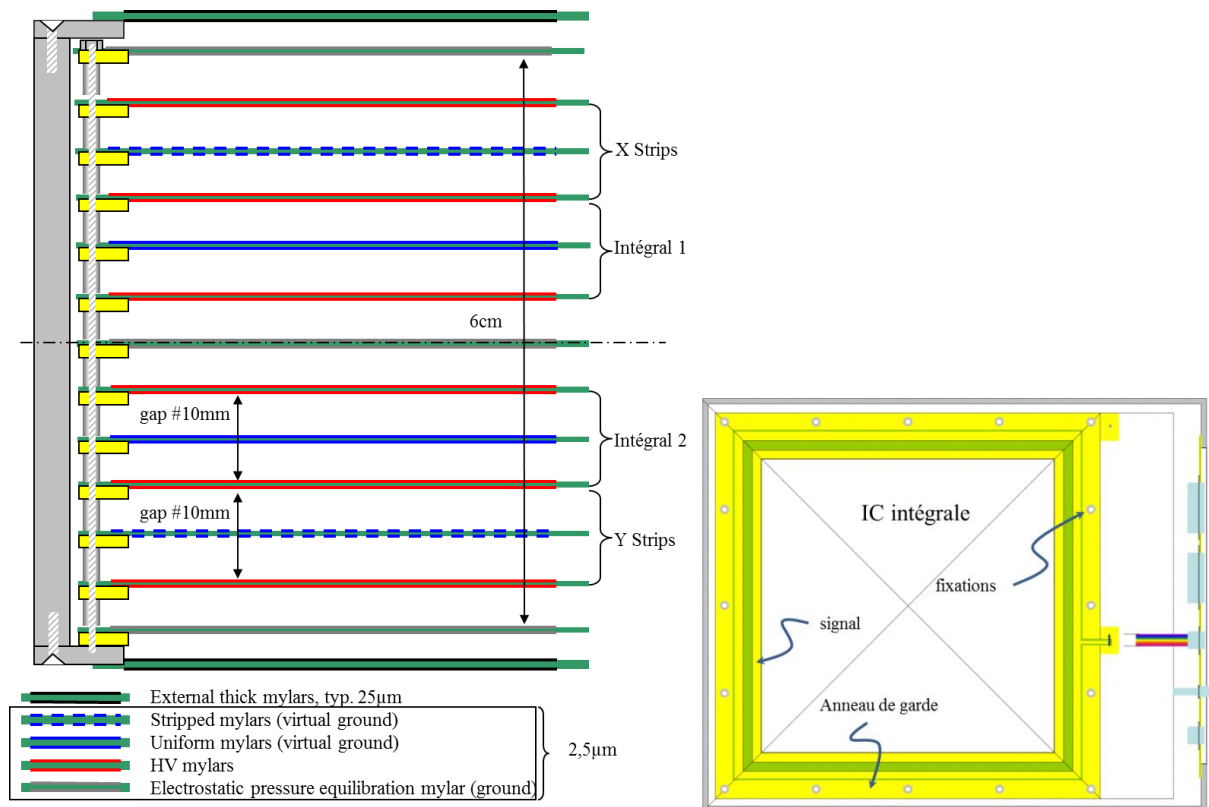 X Strips
Intégral 1
6cm
gap #10mm
Intégral 2
gap #10mm
Y Strips
External thick mylars, typ. 25µm
Stripped mylars (virtual ground)
Uniform mylars (virtual ground)
2,5µm
HV mylars
Electrostatic pressure equilibration mylar (ground)
IC intégrale
fixations
signal
Anneau de garde